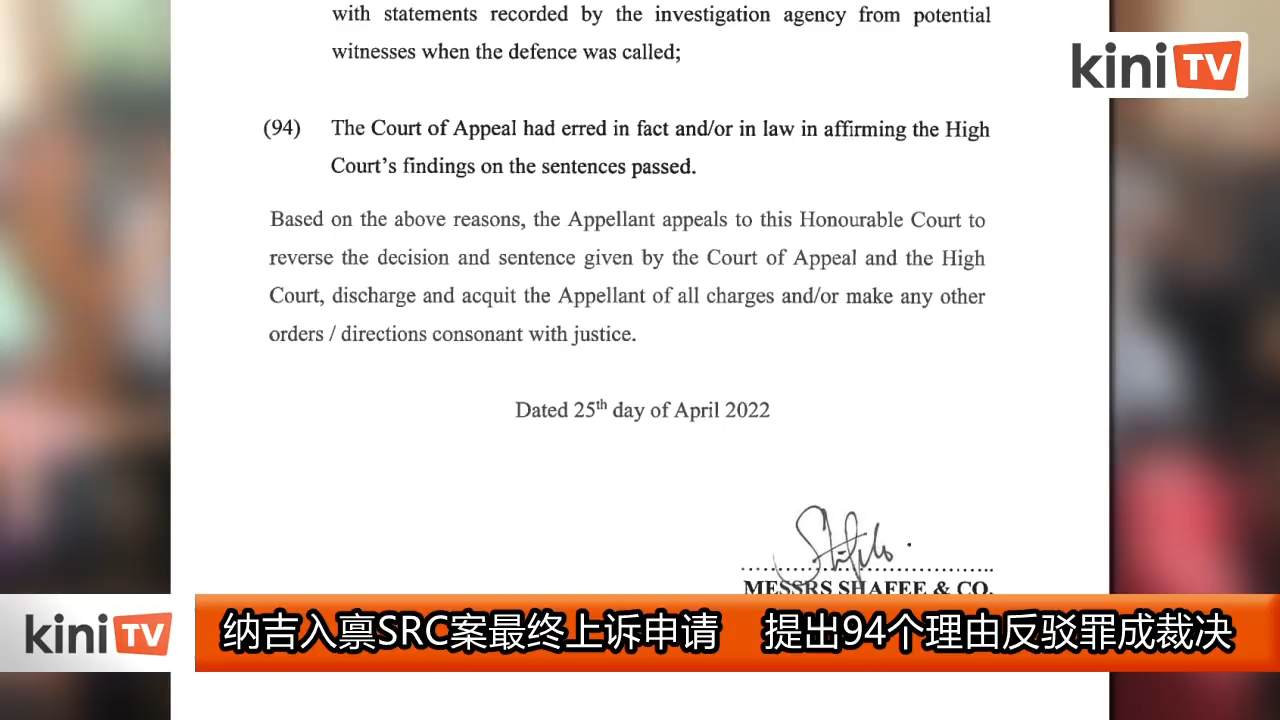 with statements recorded by the investigation agency from potential
witnesses when the defence was called;
kini TV
(94) The Court of Appeal had erred in fact and/or in law in affirming the High
Court's findings on the sentences passed.
Based on the above reasons, the Appellant appeals to this Honourable Court to
reverse the decision and sentence given by the Court of Appeal and the High
Court, discharge and acquit the Appellant of all charges and/or make any other
orders / directions consonant with justice.
Dated 25th day of April 2022
MESSRS SHAFEE & CO.
kini TV
纳吉入禀SRC案最终上诉申请 提出94个理由反驳罪成裁决